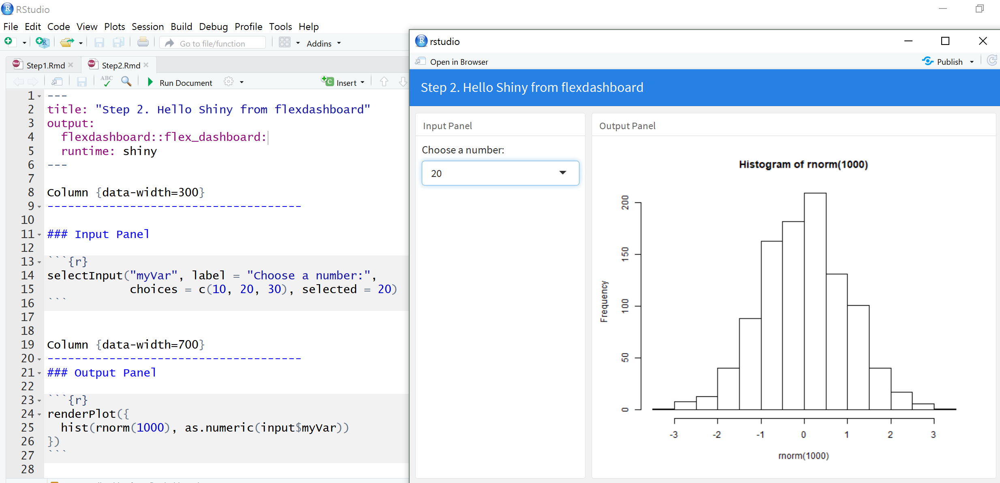 RStudio
File Edit Code View Plots Session Build Debug Profile Tools Help
Go to file/function
Addins
Step1.Rmd
Step2.Rmd
ABC
Run Document
Insert
1 ---
2 title: "Step 2. Hello Shiny from flexdashboard"
3 output:
4   flexdashboard::flex_dashboard:
5   runtime: shiny
6 ---
7
8 Column {data-width=300}
9 -------------------------------------
10
11 ### Input Panel
12
13 ```{r}
14 selectInput("myVar", label = "Choose a number:",
15             choices = c(10, 20, 30), selected = 20)
16 ```
17
18
19 Column {data-width=700}
20 -------------------------------------
21 ### Output Panel
22
23 ```{r}
24 renderPlot({
25   hist(rnorm(1000), as.numeric(input$myVar))
26 })
27 ```
28
rstudio
Open in Browser
Publish
Step 2. Hello Shiny from flexdashboard
Input Panel
Choose a number:
20
Output Panel
Histogram of rnorm(1000)
Frequency
200
150
100
50
0
-3 -2 -1 0 1 2 3
rnorm(1000)